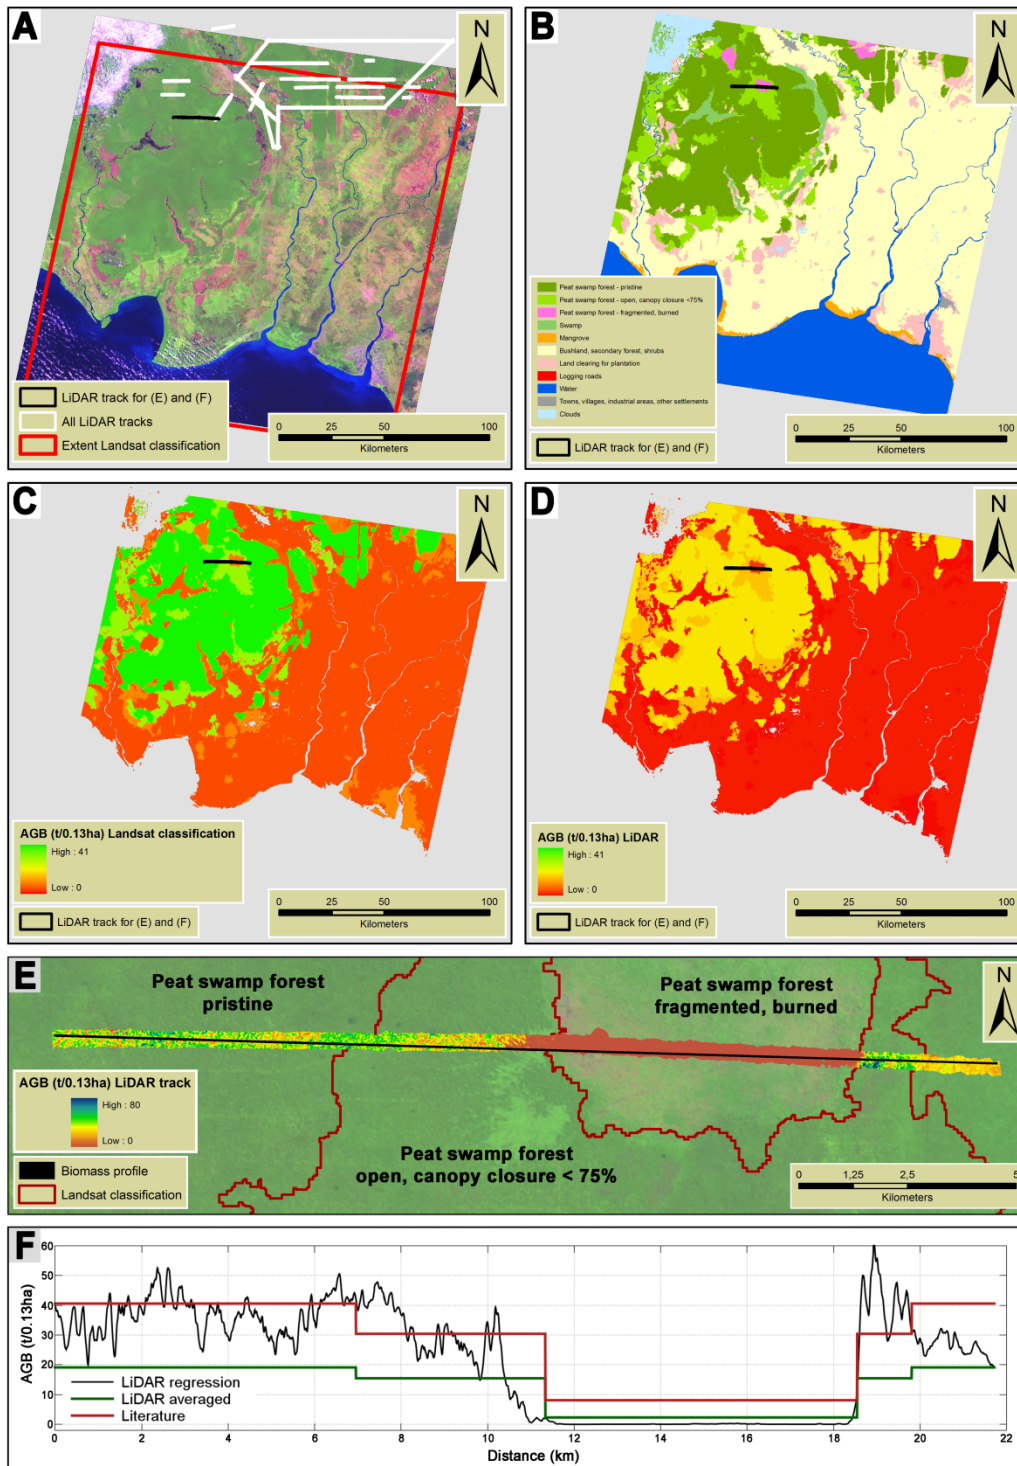 A
N
LiDAR track for (E) and (F)
All LiDAR tracks
Extent Landsat classification
0 25 50 100
Kilometers
B
N
Peat swamp forest - pristine
Peat swamp forest - open, canopy closure <75%
Peat swamp forest - fragmented, burned
Swamp
Mangrove
Bushland, secondary forest, shrubs
Land clearing for plantation
Logging roads
Water
Towns, villages, industrial areas, other settlements
Clouds
LiDAR track for (E) and (F)
0 25 50 100
Kilometers
C
N
AGB (t/0.13ha) Landsat classification
High : 41
Low : 0
LiDAR track for (E) and (F)
0 25 50 100
Kilometers
D
N
AGB (t/0.13ha) LiDAR
High : 41
Low : 0
LiDAR track for (E) and (F)
0 25 50 100
Kilometers
E
N
Peat swamp forest
pristine
Peat swamp forest
fragmented, burned
AGB (t/0.13ha) LiDAR track
High : 80
Low : 0
Biomass profile
Landsat classification
Peat swamp forest
open, canopy closure < 75%
0 1,25 2,5 5
Kilometers
F
AGB (t/0.13ha)
60
50
40
30
20
10
0
LiDAR regression
LiDAR averaged
Literature
0 2 4 6 8 10 12 14 16 18 20 22
Distance (km)